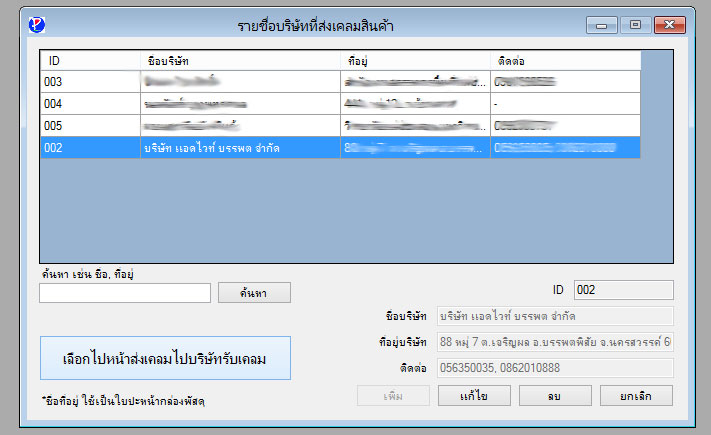 รายชื่อบริษัทที่ส่งเคลมสินค้า
ID ชื่อบริษัท ที่อยู่ ติดต่อ
003
004 -
005
002 บริษัท แอดไวท์ บรรพต จำกัด 88
ค้นหา เช่น ชื่อ, ที่อยู่
ค้นหา
ID 002
ชื่อบริษัท บริษัท แอดไวท์ บรรพต จำกัด
ที่อยู่บริษัท 88 หมู่ 7 ต.เจริญผล อ.บรรพตพิสัย จ.นครสวรรค์ 6
ติดต่อ 056350035, 0862010888
เลือกไปหน้าส่งเคลมไปบริษัทรับเคลม
เพิ่ม แก้ไข ลบ ยกเลิก
*ชื่อที่อยู่ ใช้เป็นใบปะหน้ากล่องพัสดุ